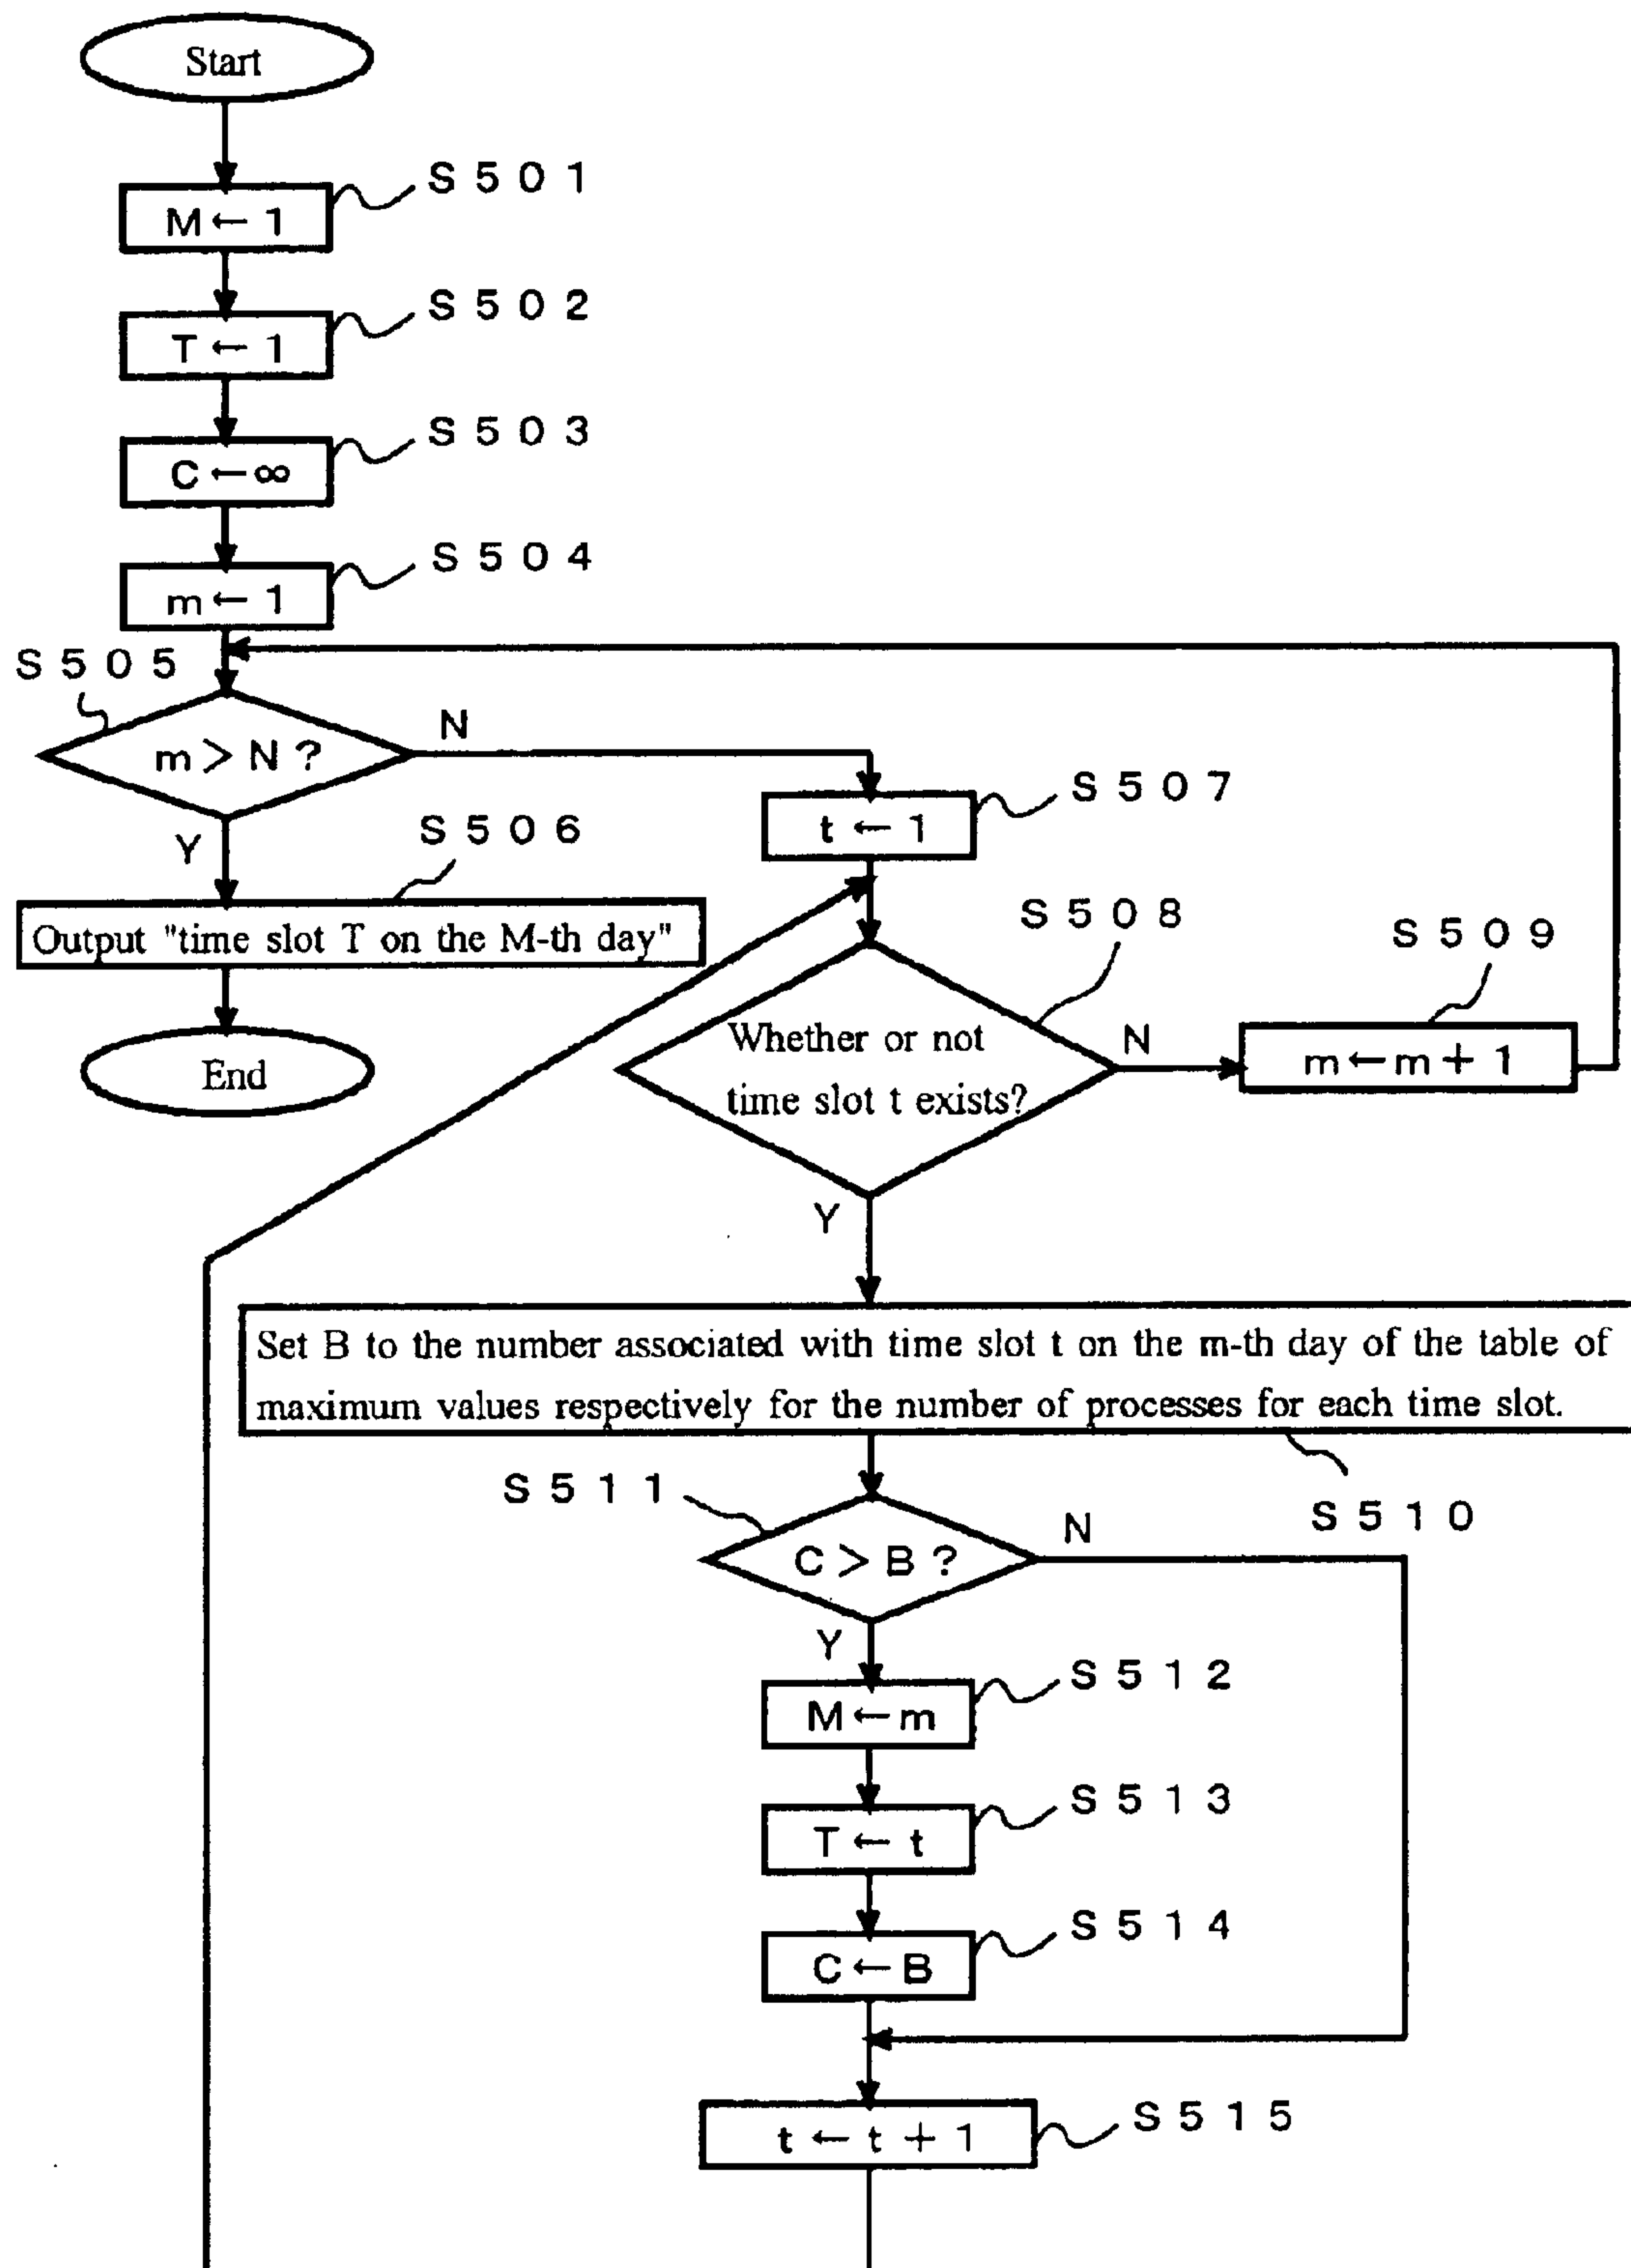 Start
S501
M ← 1
S502
T ← 1
S503
C ← ∞
S504
m ← 1
S505
m > N ?
N
Y
S506
Output "time slot T on the M-th day"
End
S507
t ← 1
S508
Whether or not
time slot t exists?
N
S509
m ← m + 1
Y
Set B to the number associated with time slot t on the m-th day of the table of
maximum values respectively for the number of processes for each time slot.
S510
S511
C > B ?
N
Y
S512
M ← m
S513
T ← t
S514
C ← B
S515
t ← t + 1